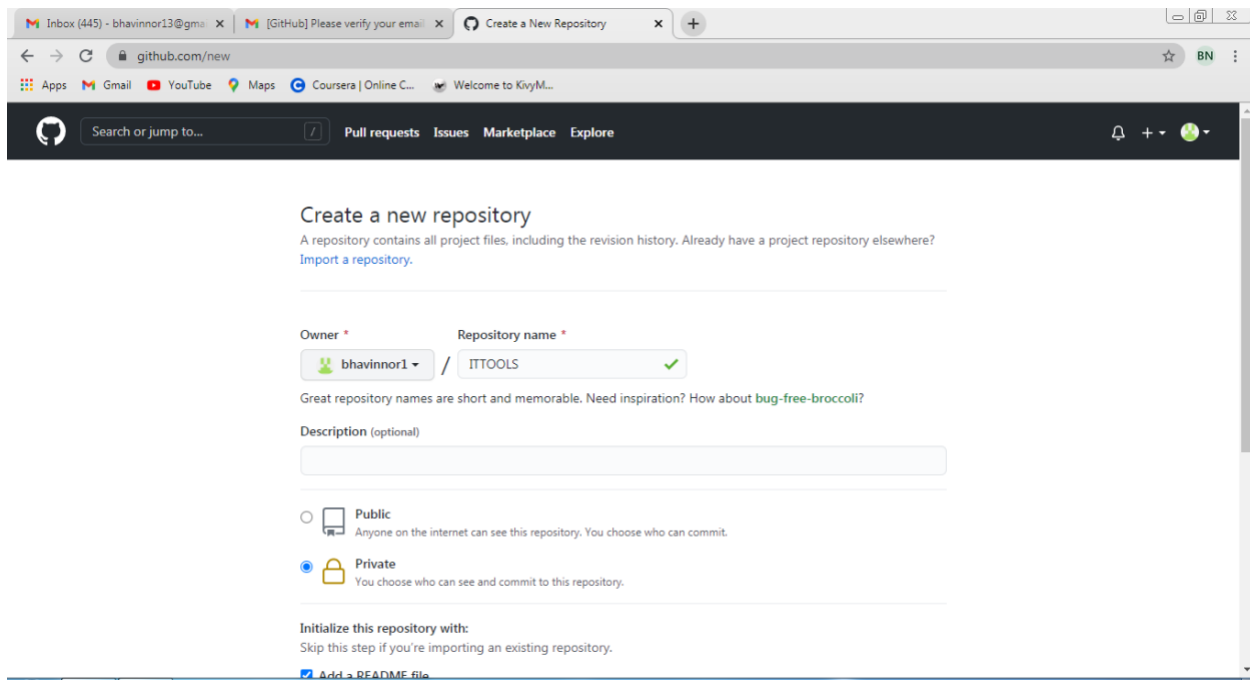 Inbox (445) - bhavinnor13@gma
[GitHub] Please verify your email
Create a New Repository
github.com/new
BN
Apps Gmail YouTube Maps Coursera | Online C... Welcome to KivyM...
Search or jump to... / Pull requests Issues Marketplace Explore
Create a new repository
A repository contains all project files, including the revision history. Already have a project repository elsewhere?
Import a repository.
Owner * Repository name *
bhavinnor1 / ITTOOLS
Great repository names are short and memorable. Need inspiration? How about bug-free-broccoli?
Description (optional)
Public
Anyone on the internet can see this repository. You choose who can commit.
Private
You choose who can see and commit to this repository.
Initialize this repository with:
Skip this step if you're importing an existing repository.
Add a README file